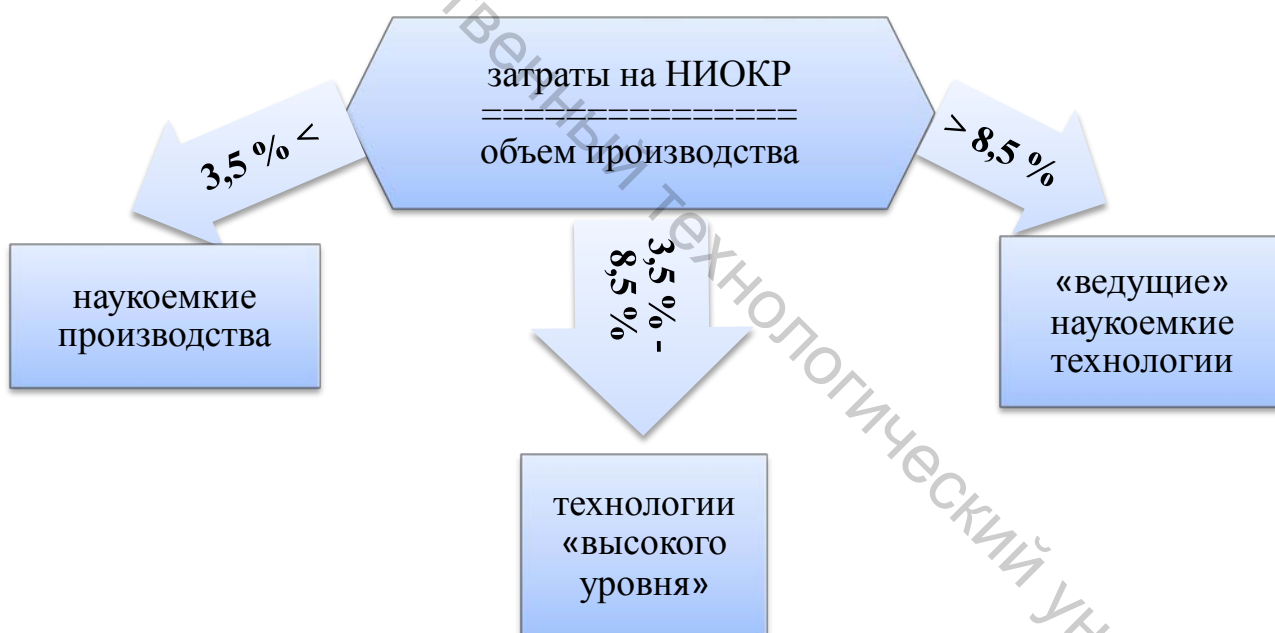 затраты на НИОКР
===============
объем производства
3,5 % <
> 8,5 %
3,5 % -
8,5 %
наукоемкие
производства
«ведущие»
наукоемкие
технологии
технологии
«высокого
уровня»
технологический